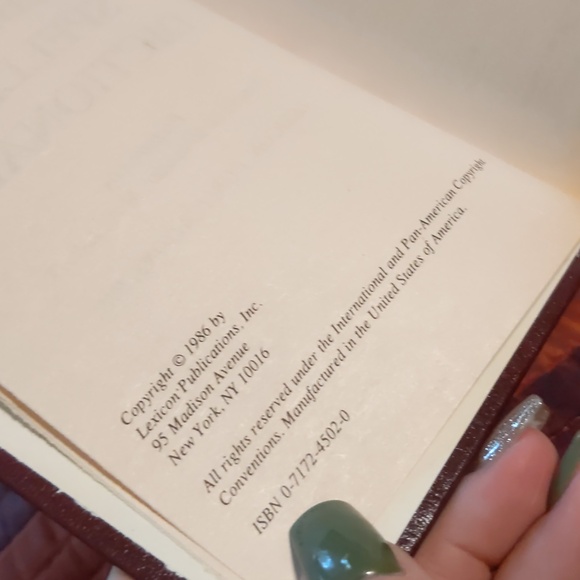 Copyright © 1986 by
Lexicon Publications, Inc.
95 Madison Avenue
New York, NY 10016
All rights reserved under the International and Pan-American Copyright
Conventions. Manufactured in the United States of America.
ISBN 0-7172-4502-0